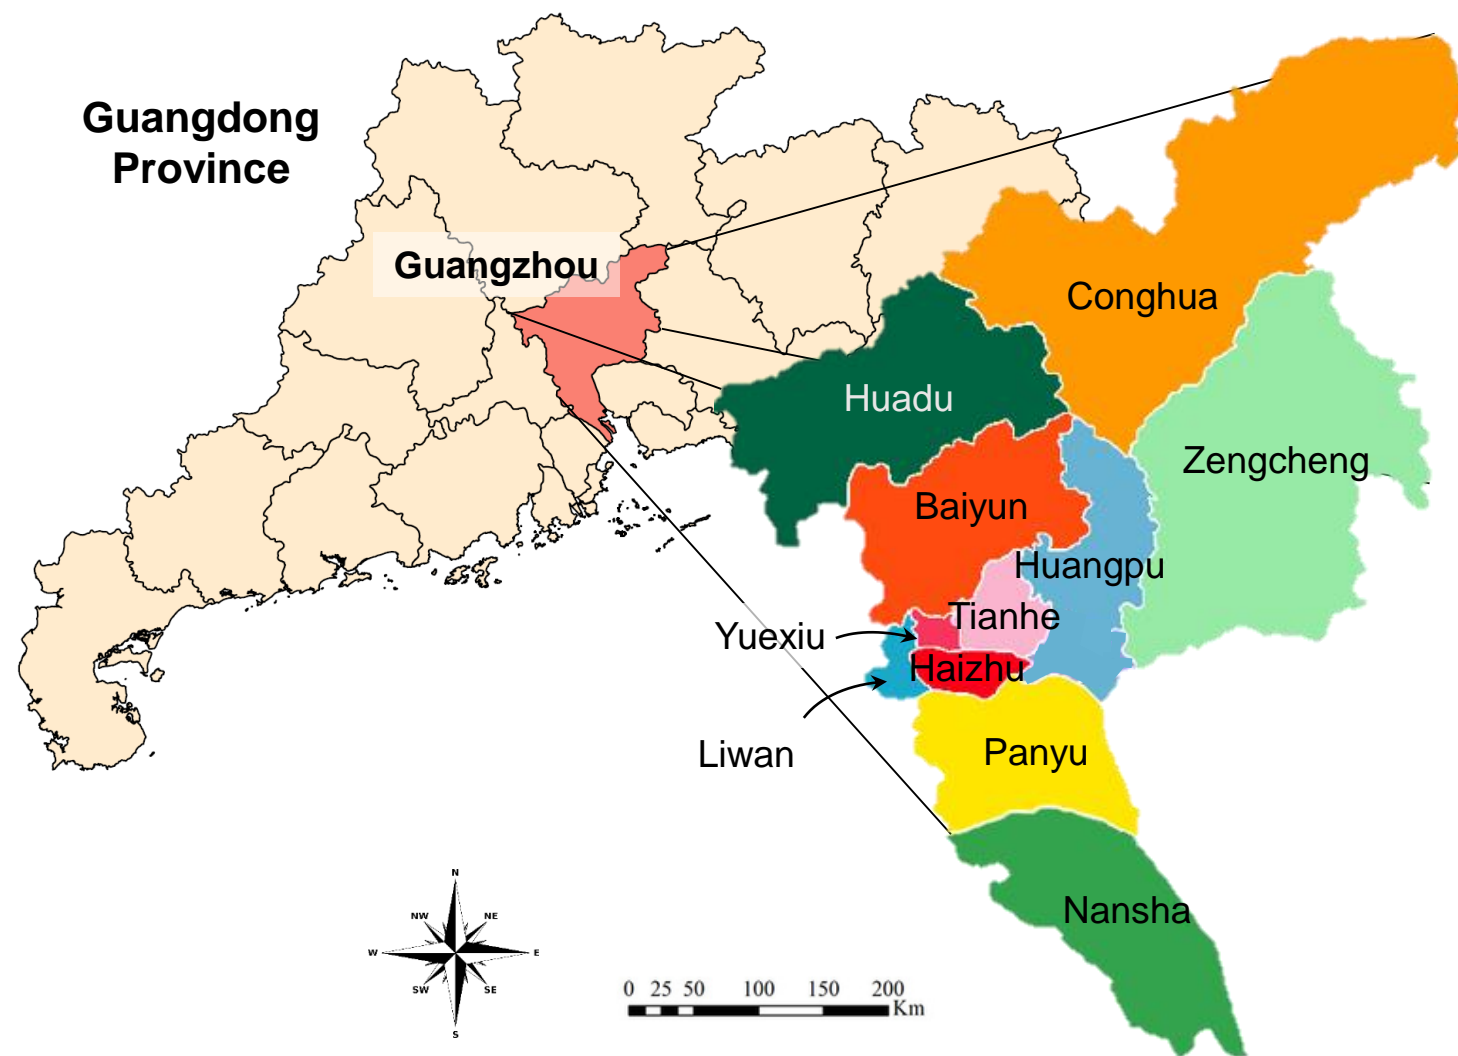 Guangdong
Province
Guangzhou
Conghua
Huadu
Zengcheng
Baiyun
Huangpu
Tianhe
Yuexiu
Haizhu
Liwan
Panyu
Nansha
N
NW NE
W E
SW SE
S
0 25 50 100 150 200
Km